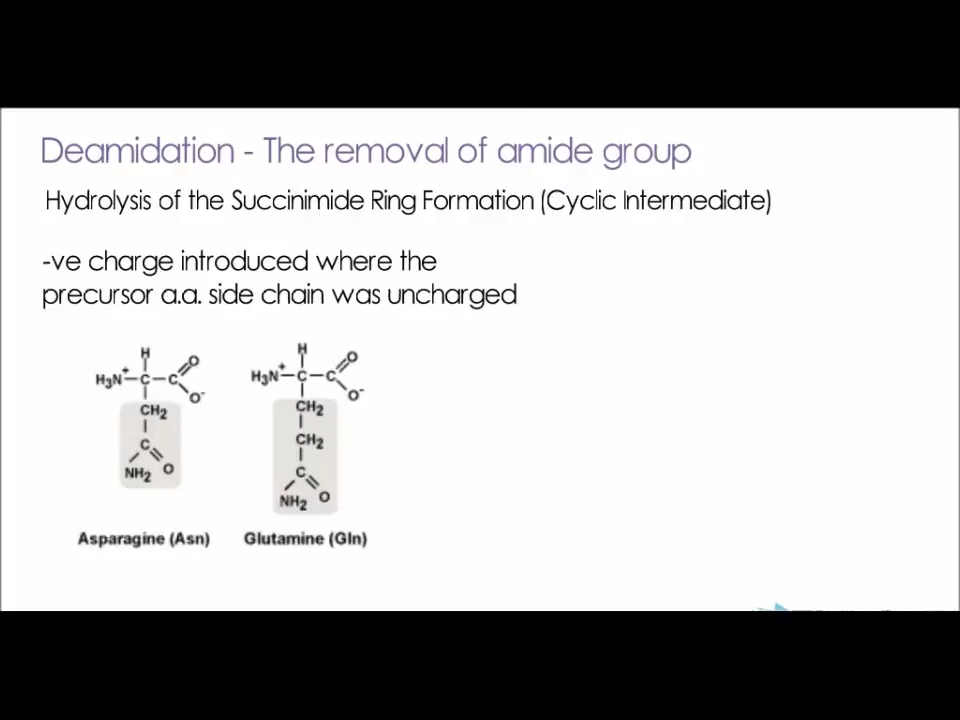 Deamidation - The removal of amide group
Hydrolysis of the Succinimide Ring Formation (Cyclic Intermediate)
-ve charge introduced where the
precursor a.a. side chain was uncharged
H
H₃N⁺-C-C O
O⁻
CH₂
C
NH₂ O
Asparagine (Asn)
H
H₃N⁺-C-C O
O⁻
CH₂
CH₂
C
NH₂ O
Glutamine (Gln)